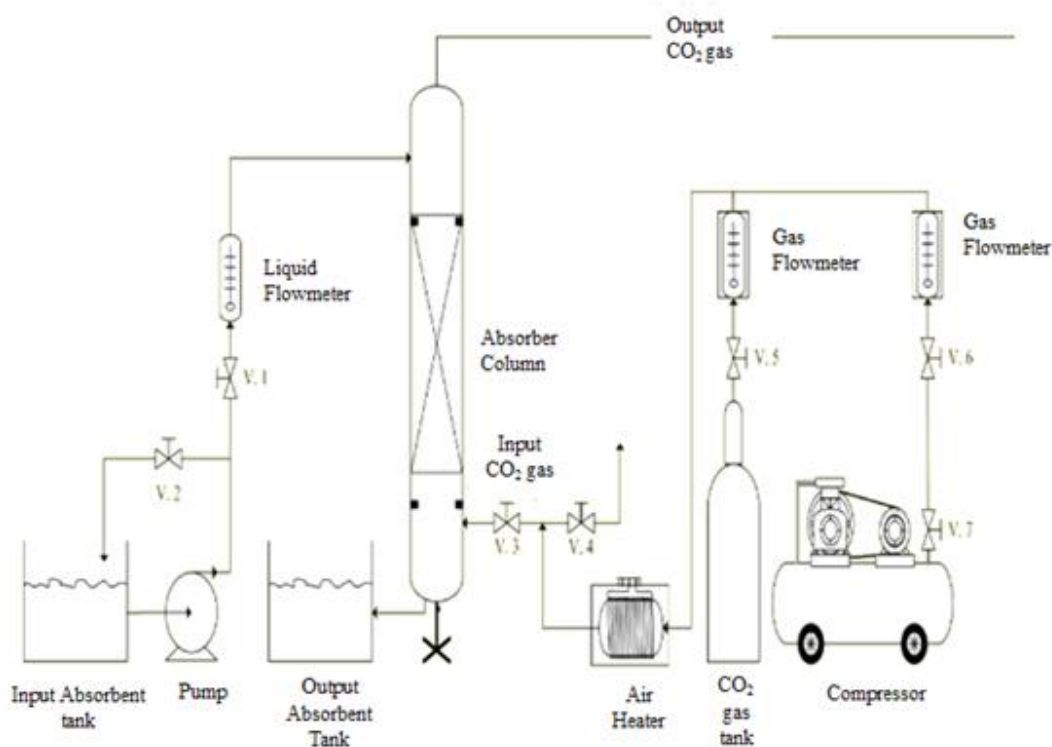 Output
CO₂ gas
Gas
Flowmeter
Gas
Flowmeter
Liquid
Flowmeter
Absorber
Column
V. 1
V. 5
V. 6
Input
CO₂ gas
V. 2
V. 3
V. 4
V. 7
Input Absorbent
tank
Pump
Output
Absorbent
Tank
Air
Heater
CO₂
gas
tank
Compressor